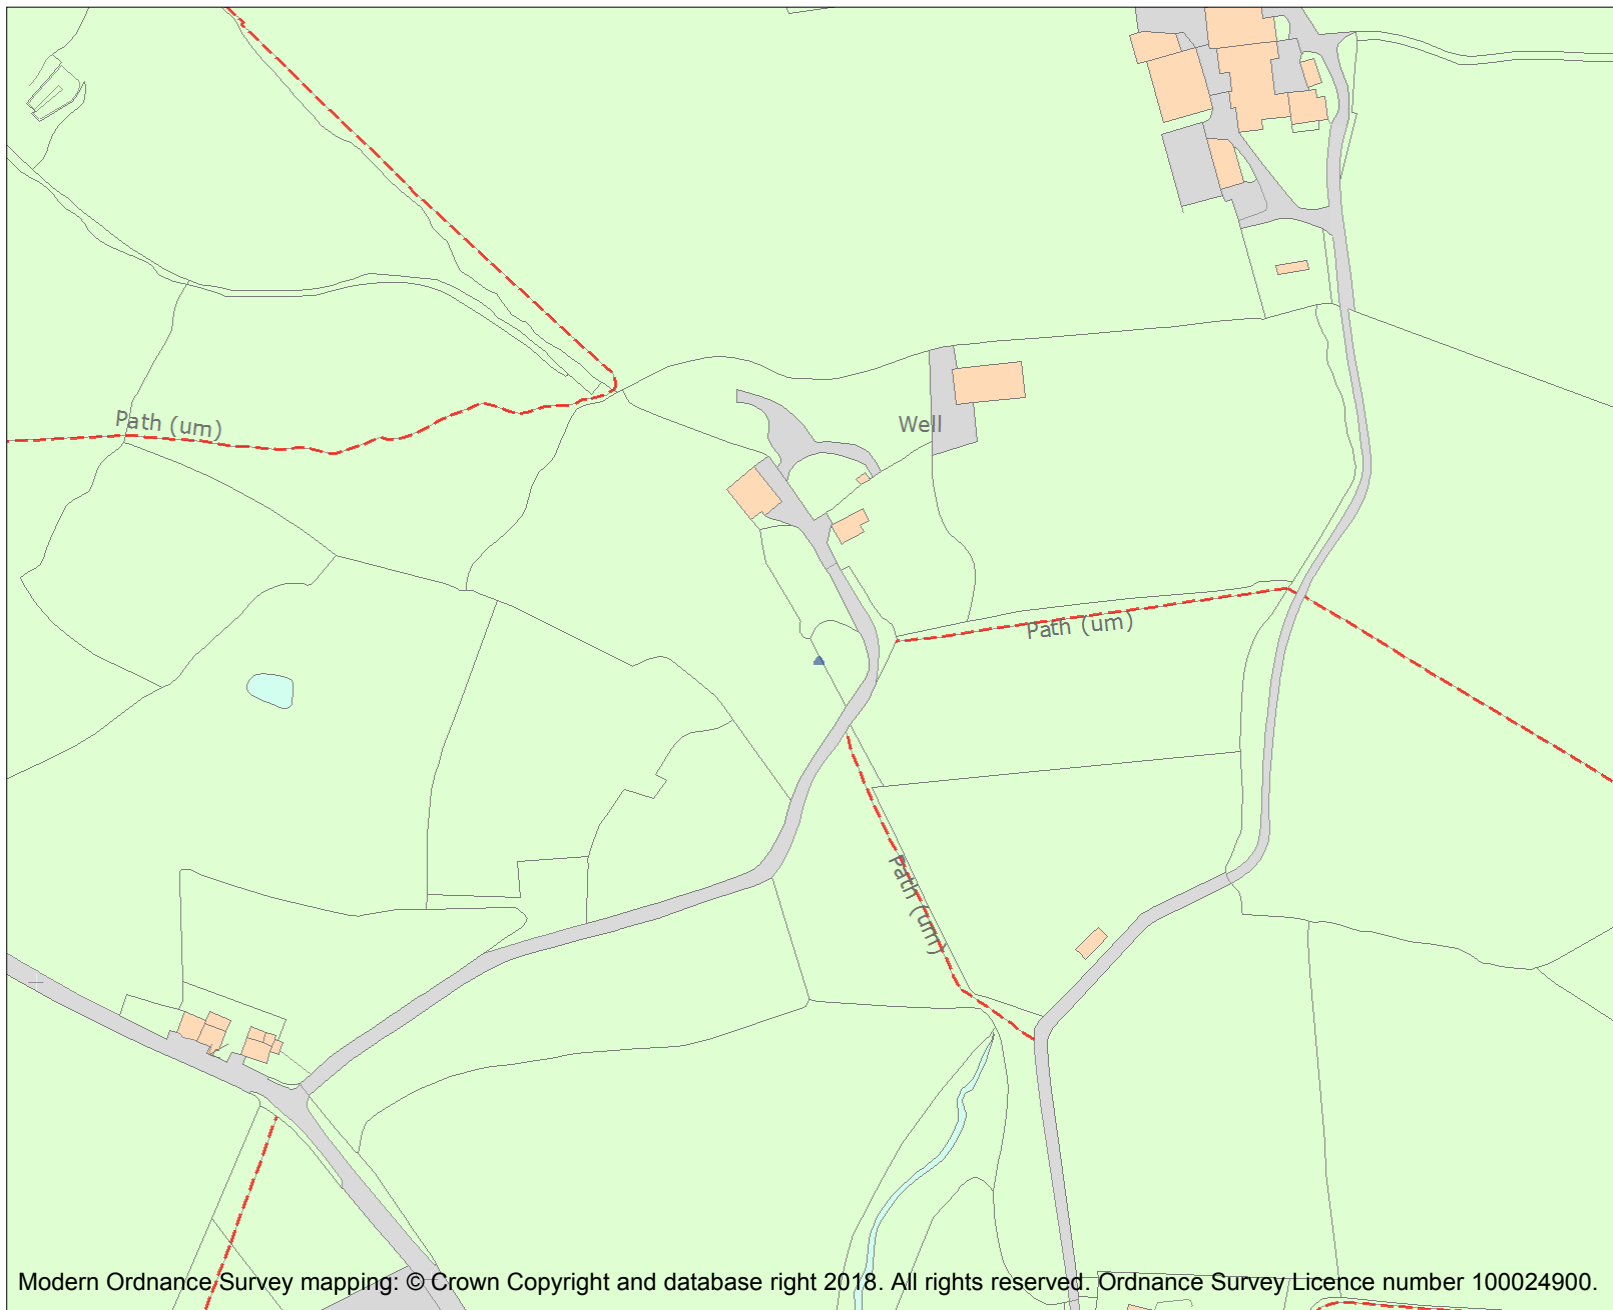 Path (um)
Well
Path (um)
Path (um)
Modern Ordnance Survey mapping: © Crown Copyright and database right 2018. All rights reserved. Ordnance Survey Licence number 100024900.